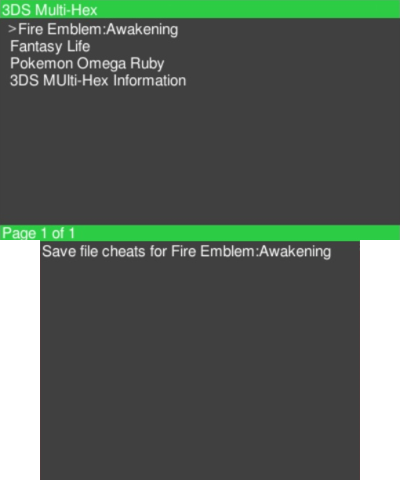 3DS Multi-Hex
>Fire Emblem:Awakening
Fantasy Life
Pokemon Omega Ruby
3DS MUlti-Hex Information
Page 1 of 1
Save file cheats for Fire Emblem:Awakening